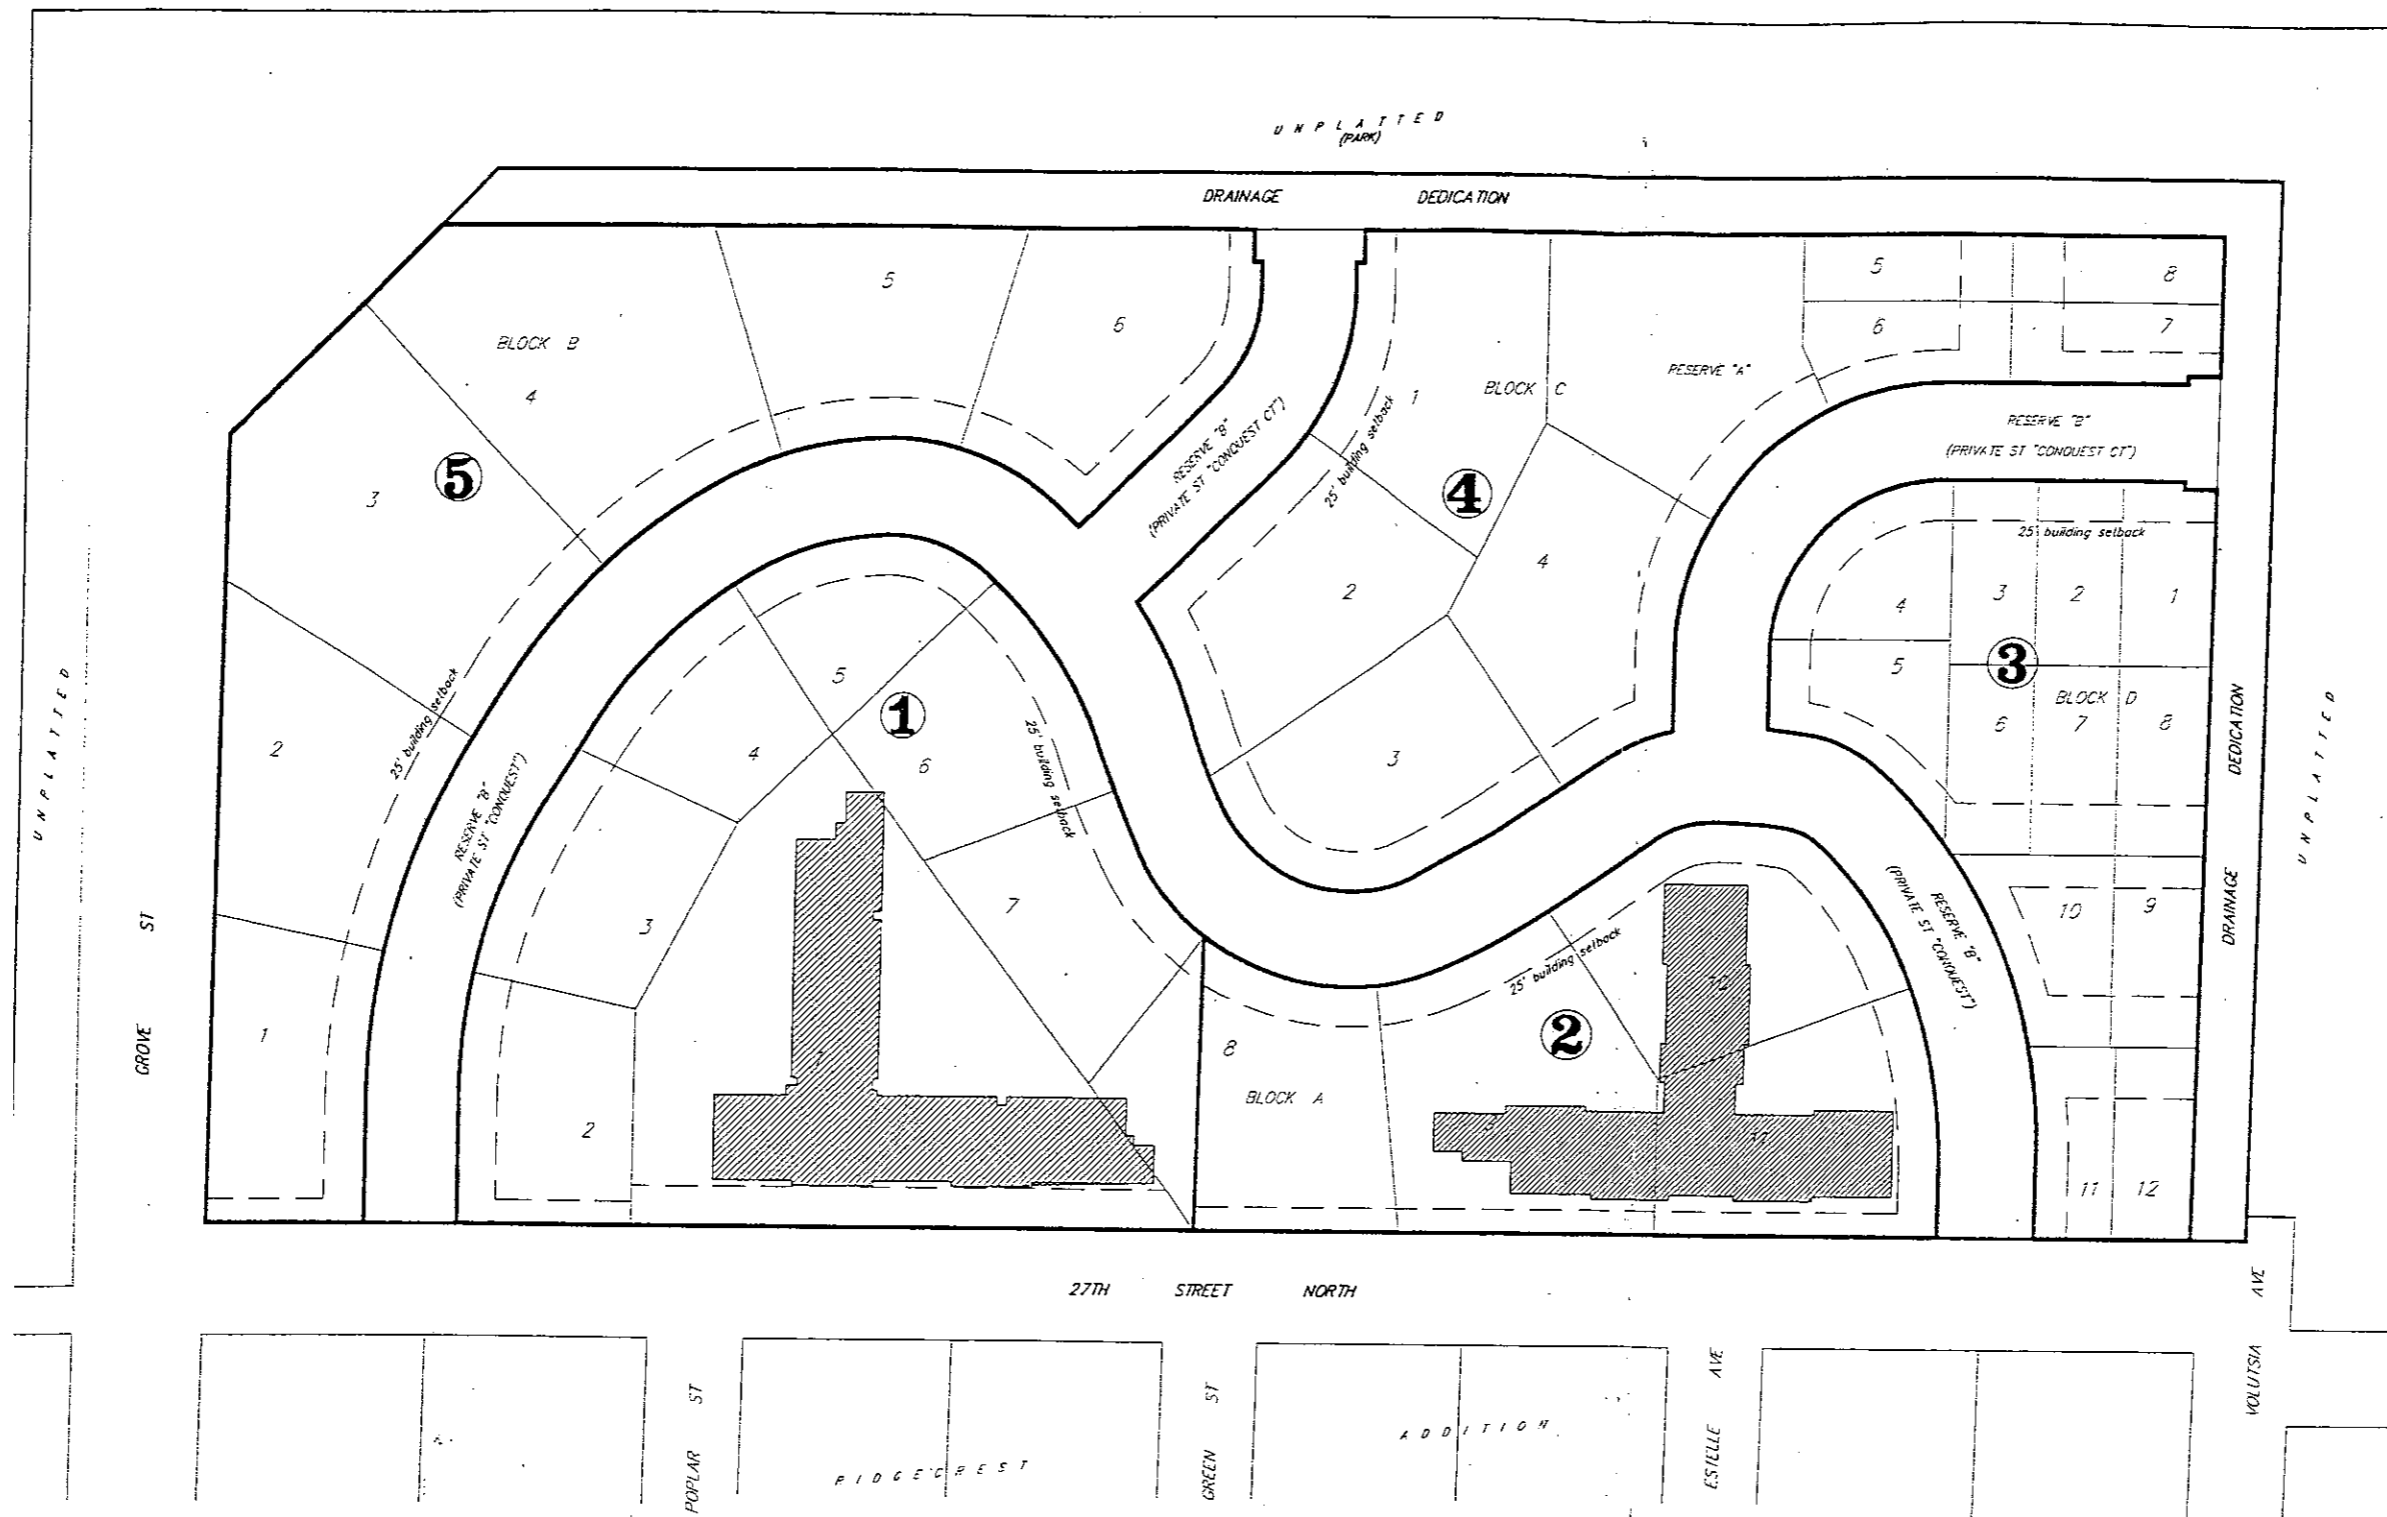 UNPLATTED
(PARK)
DRAINAGE DEDICATION
5
6
5
8
6
7
BLOCK B
4
RESERVE "B"
(PRIVATE ST "CONQUEST CT")
1
BLOCK C
25' building setback
RESERVE "A"
RESERVE "B"
(PRIVATE ST "CONQUEST CT")
5
3
4
2
4
25' building setback
4
3
2
1
3
5
6
BLOCK D
7
8
UNPLATTED
2
25' building setback
RESERVE "B"
(PRIVATE ST "CONQUEST")
5
1
4
6
25' building setback
3
DRAINAGE DEDICATION
UNPLATTED
GROVE ST
1
3
7
2
1
8
BLOCK A
25' building setback
2
RESERVE "B"
(PRIVATE ST "CONQUEST")
10
9
11
12
27TH STREET NORTH
POPLAR ST
GREEN ST
ESTELLE AVE
VOLUTSIA AVE
RIDGECREST ADDITION